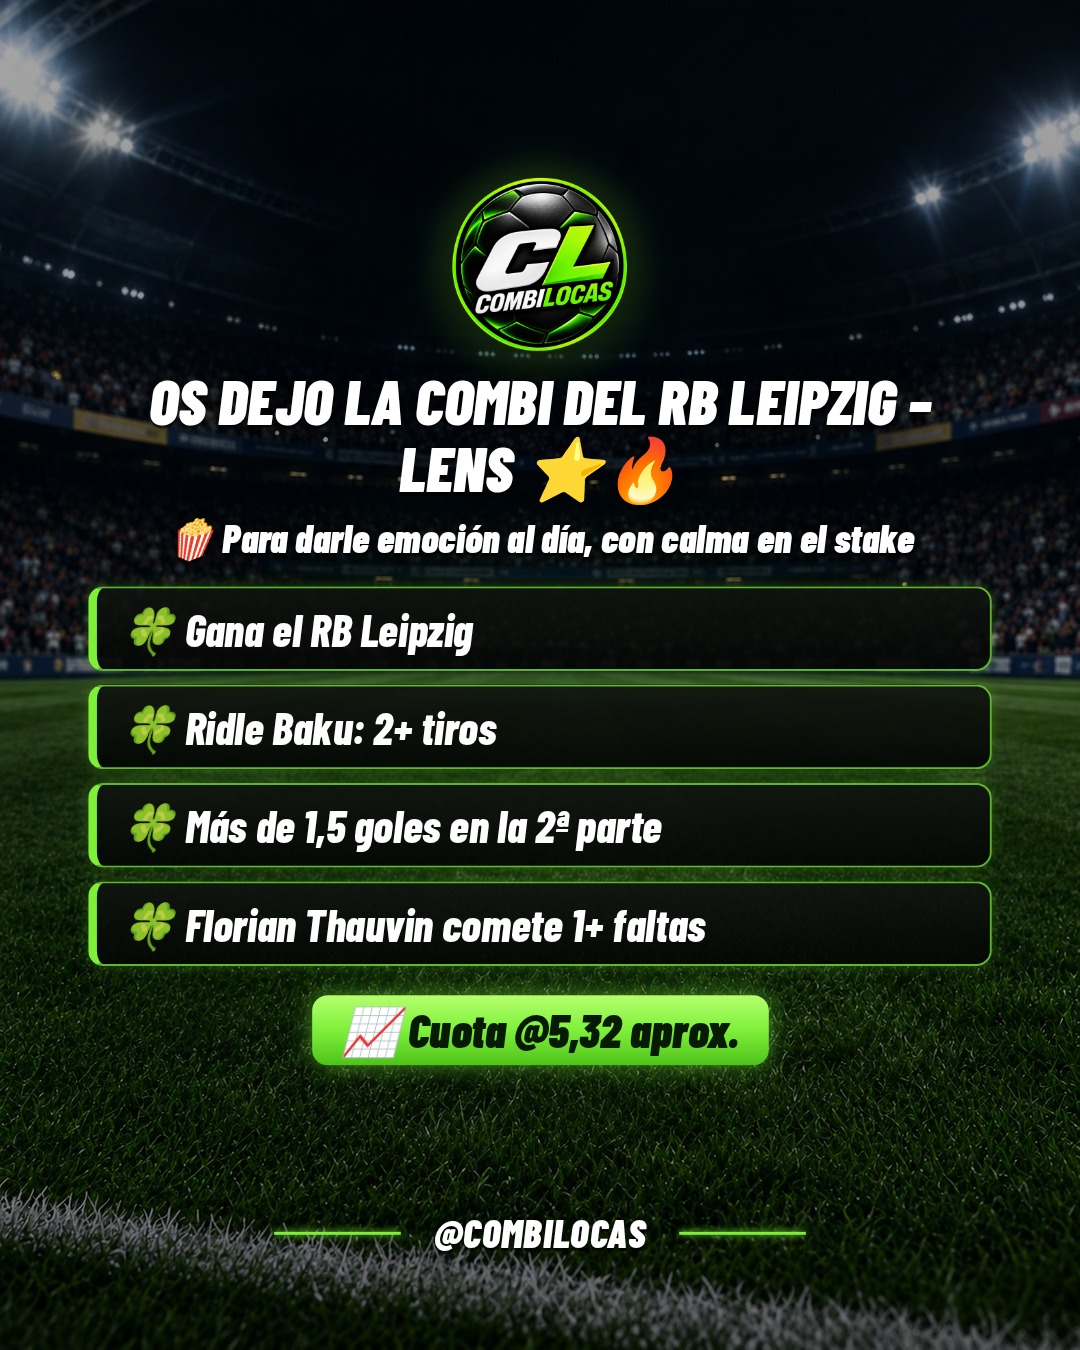 CL
COMBILOCAS
OS DEJO LA COMBI DEL RB LEIPZIG -
LENS ⭐🔥
🍿 Para darle emoción al día, con calma en el stake
🍀 Gana el RB Leipzig
🍀 Ridle Baku: 2+ tiros
🍀 Más de 1,5 goles en la 2ª parte
🍀 Florian Thauvin comete 1+ faltas
📈 Cuota @5,32 aprox.
@COMBILOCAS